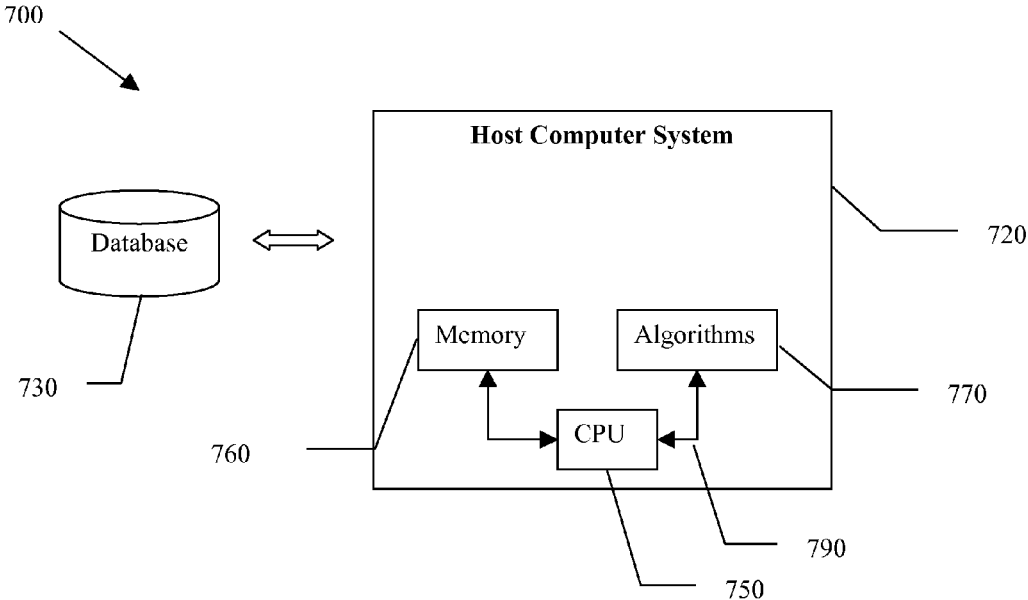 700
Host Computer System
Database
720
Memory
Algorithms
730
770
CPU
760
790
750